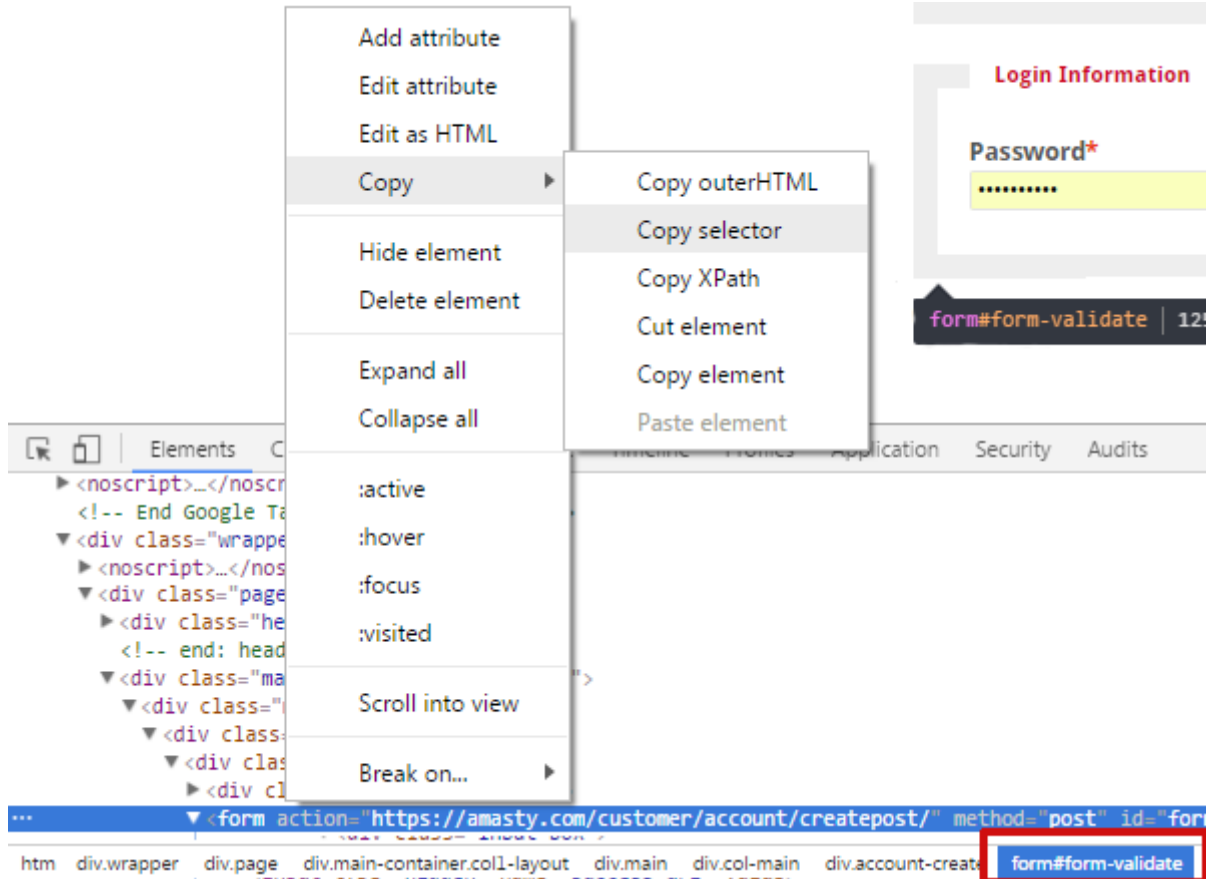 Add attribute
Edit attribute
Edit as HTML
Copy
Hide element
Delete element
Expand all
Collapse all
:active
:hover
:focus
:visited
Scroll into view
Break on...
Copy outerHTML
Copy selector
Copy XPath
Cut element
Copy element
Paste element
Login Information
Password*
form#form-validate | 125
Elements C Timeline Profiles Application Security Audits
<noscript>…</noscr
<!-- End Google Ta
<div class="wrappe
<noscript>…</nos
<div class="page
<div class="he
<!-- end: head
<div class="ma ">
<div class="
<div class=
<div clas
<div cl
<form action="https://amasty.com/customer/account/createpost/" method="post" id="for
htm div.wrapper div.page div.main-container.col1-layout div.main div.col-main div.account-create form#form-validate